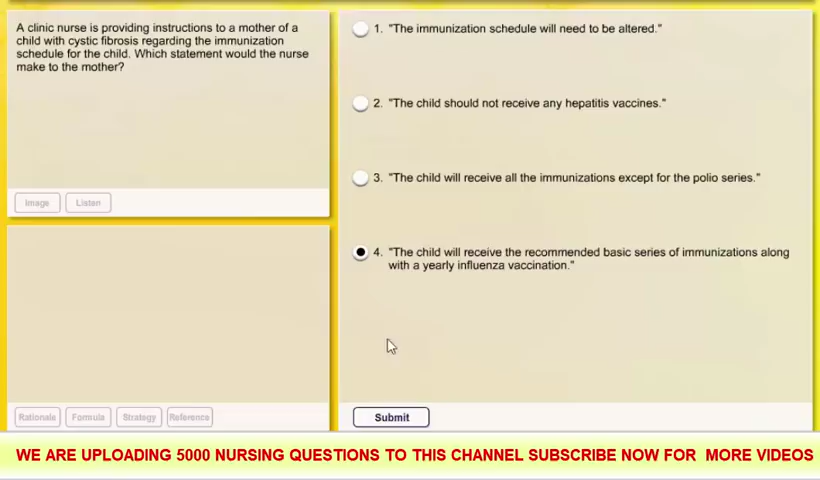 A clinic nurse is providing instructions to a mother of a
child with cystic fibrosis regarding the immunization
schedule for the child. Which statement would the nurse
make to the mother?
Image
Listen
1. "The immunization schedule will need to be altered."
2. "The child should not receive any hepatitis vaccines."
3. "The child will receive all the immunizations except for the polio series."
4. "The child will receive the recommended basic series of immunizations along
with a yearly influenza vaccination."
Rationale
Formula
Strategy
Reference
Submit
WE ARE UPLOADING 5000 NURSING QUESTIONS TO THIS CHANNEL SUBSCRIBE NOW FOR MORE VIDEOS